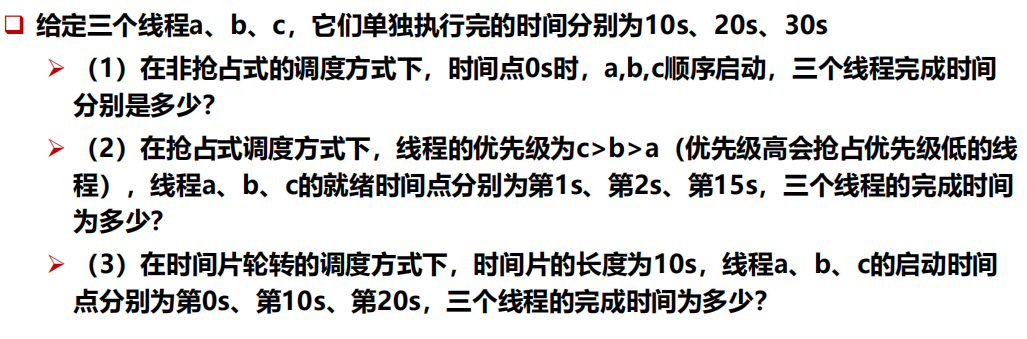 给定三个线程a、b、c，它们单独执行完的时间分别为10s、20s、30s
（1）在非抢占式的调度方式下，时间点0s时，a,b,c顺序启动，三个线程完成时间
分别是多少？
（2）在抢占式调度方式下，线程的优先级为c>b>a（优先级高会抢占优先级低的线
程），线程a、b、c的就绪时间点分别为第1s、第2s、第15s，三个线程的完成时间
为多少？
（3）在时间片轮转的调度方式下，时间片的长度为10s，线程a、b、c的启动时间
点分别为第0s、第10s、第20s，三个线程的完成时间为多少？